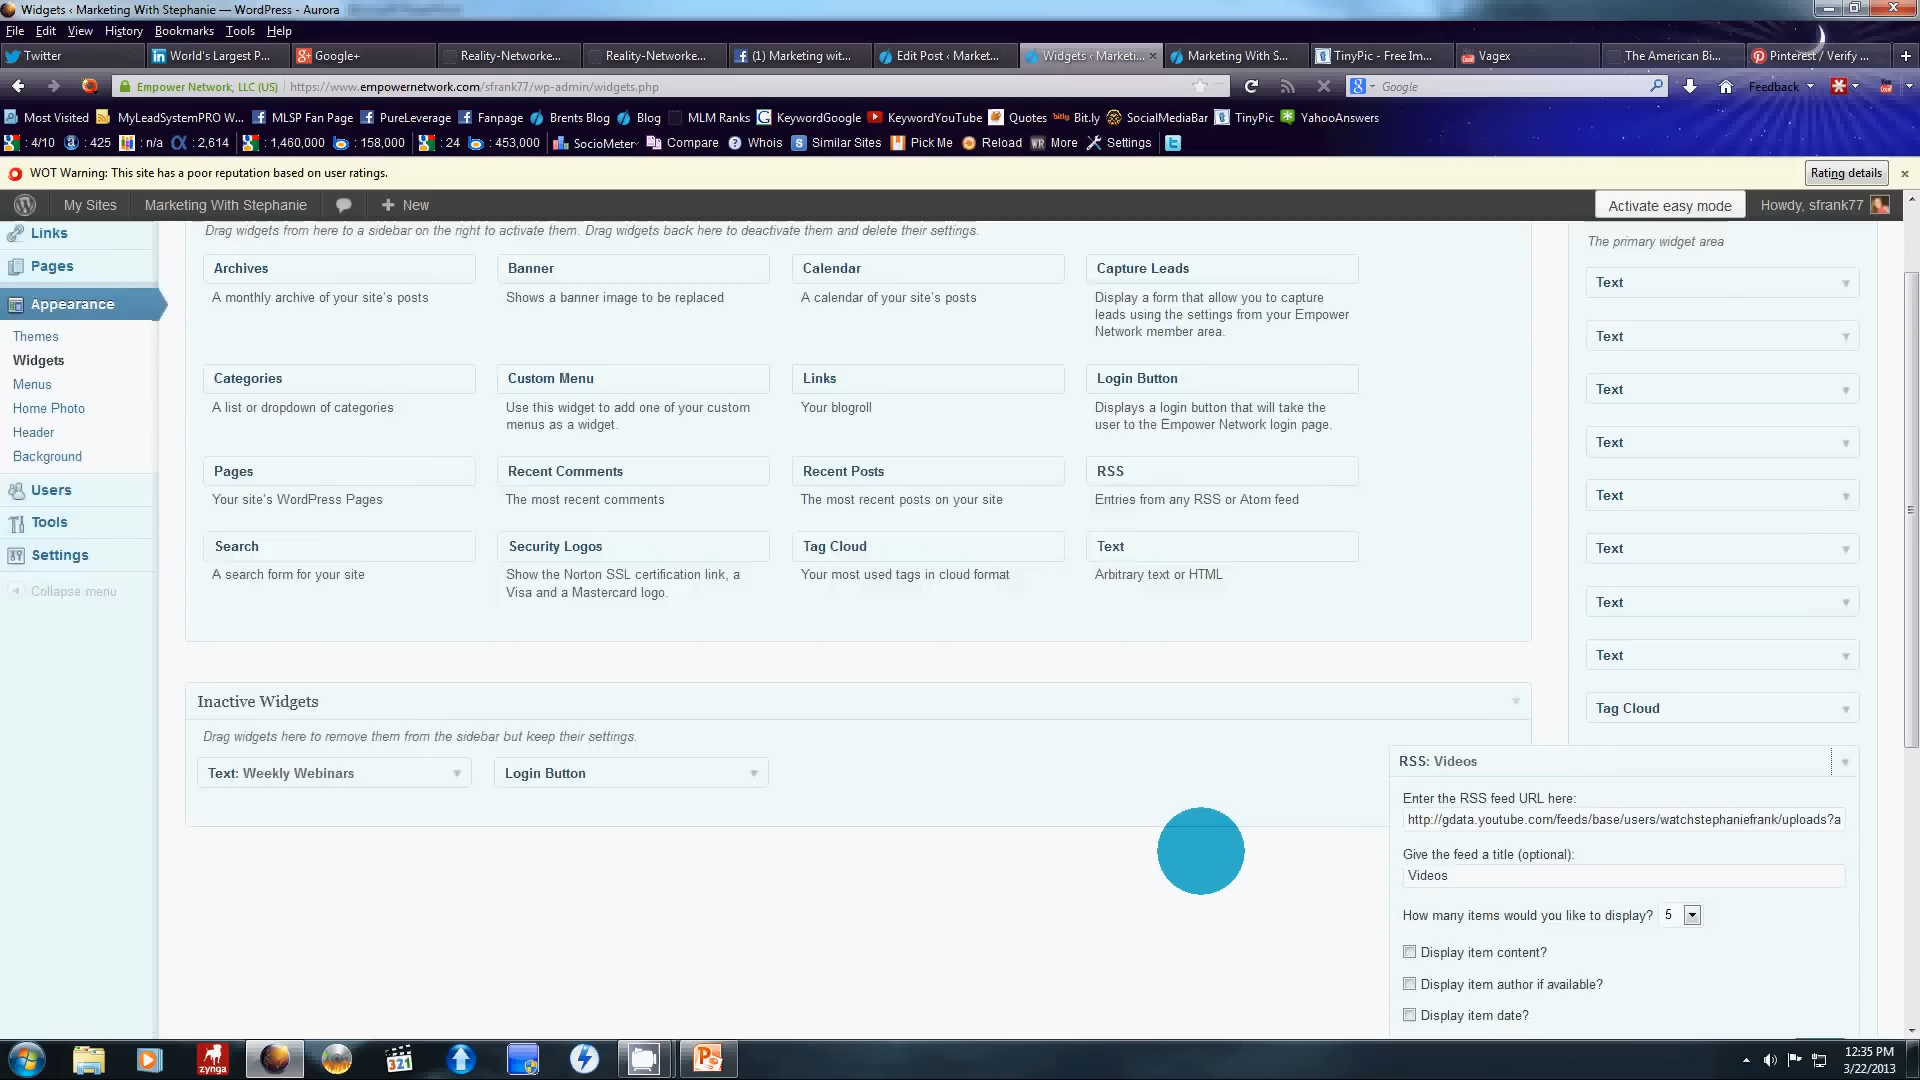 Widgets ‹ Marketing With Stephanie — WordPress - Aurora
File Edit View History Bookmarks Tools Help
Twitter World's Largest P... Google+ Reality-Networke... Reality-Networke... (1) Marketing wit... Edit Post ‹ Market... Widgets ‹ Marketi... Marketing With S... TinyPic - Free Im... Vagex The American Bi... Pinterest / Verify ...
Empower Network, LLC (US) https://www.empowernetwork.com/sfrank77/wp-admin/widgets.php Google Feedback
Most Visited MyLeadSystemPRO W... MLSP Fan Page PureLeverage Fanpage Brents Blog Blog MLM Ranks KeywordGoogle KeywordYouTube Quotes Bit.ly SocialMediaBar TinyPic YahooAnswers
: 4/10 : 425 : n/a : 2,614 : 1,460,000 : 158,000 : 24 : 453,000 SocioMeter Compare Whois Similar Sites Pick Me Reload More Settings
WOT Warning: This site has a poor reputation based on user ratings. Rating details
My Sites Marketing With Stephanie New Activate easy mode Howdy, sfrank77
Links
Pages
Appearance
Themes
Widgets
Menus
Home Photo
Header
Background
Users
Tools
Settings
Collapse menu
Drag widgets from here to a sidebar on the right to activate them. Drag widgets back here to deactivate them and delete their settings.
Archives
A monthly archive of your site's posts
Banner
Shows a banner image to be replaced
Calendar
A calendar of your site's posts
Capture Leads
Display a form that allow you to capture
leads using the settings from your Empower
Network member area.
Categories
A list or dropdown of categories
Custom Menu
Use this widget to add one of your custom
menus as a widget.
Links
Your blogroll
Login Button
Displays a login button that will take the
user to the Empower Network login page.
Pages
Your site's WordPress Pages
Recent Comments
The most recent comments
Recent Posts
The most recent posts on your site
RSS
Entries from any RSS or Atom feed
Search
A search form for your site
Security Logos
Show the Norton SSL certification link, a
Visa and a Mastercard logo.
Tag Cloud
Your most used tags in cloud format
Text
Arbitrary text or HTML
Inactive Widgets
Drag widgets here to remove them from the sidebar but keep their settings.
Text: Weekly Webinars
Login Button
The primary widget area
Text
Text
Text
Text
Text
Text
Text
Text
Tag Cloud
RSS: Videos
Enter the RSS feed URL here:
http://gdata.youtube.com/feeds/base/users/watchstephaniefrank/uploads?a
Give the feed a title (optional):
Videos
How many items would you like to display? 5
Display item content?
Display item author if available?
Display item date?
zynga
321
12:35 PM
3/22/2013